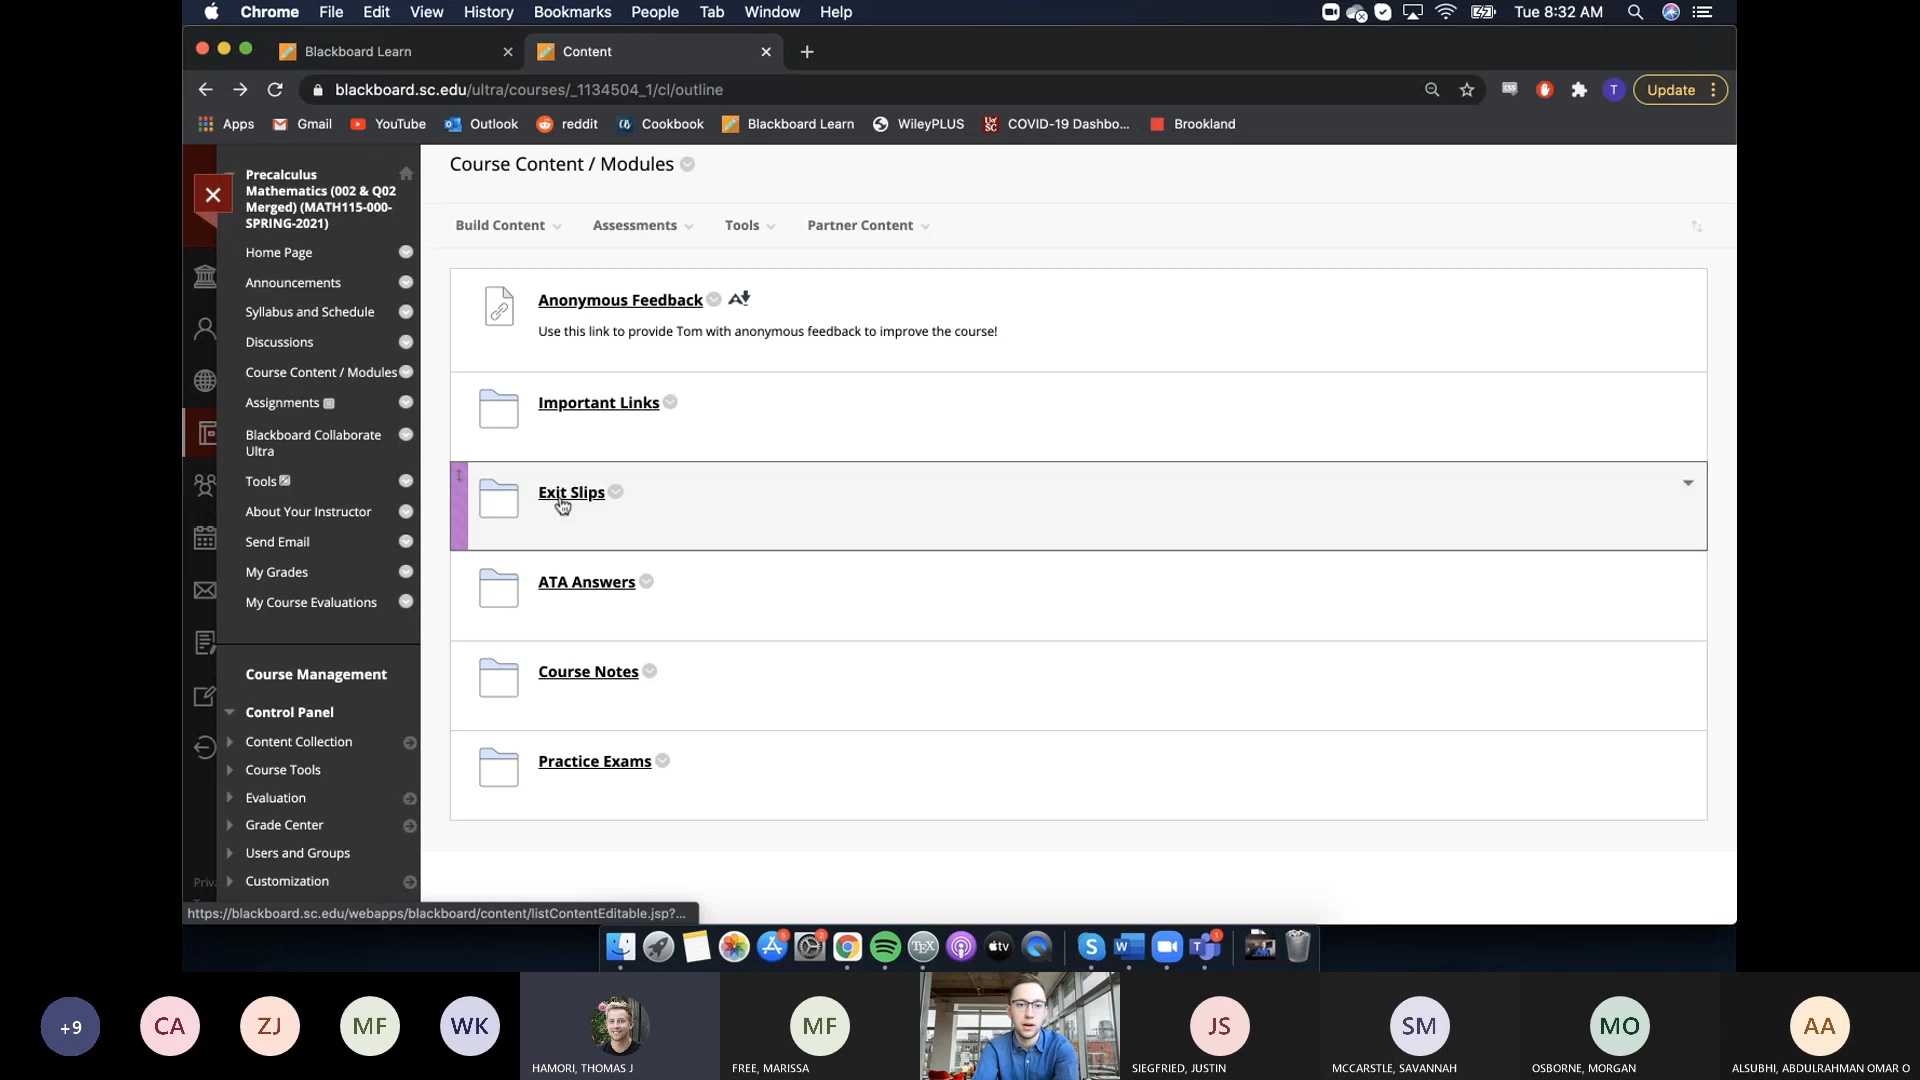 Chrome File Edit View History Bookmarks People Tab Window Help
Tue 8:32 AM
Blackboard Learn
Content
blackboard.sc.edu/ultra/courses/_1134504_1/cl/outline
T
Update
Apps
Gmail
YouTube
Outlook
reddit
Cookbook
Blackboard Learn
WileyPLUS
COVID-19 Dashbo...
Brookland
Precalculus
Mathematics (002 & Q02
Merged) (MATH115-000-
SPRING-2021)
Home Page
Announcements
Syllabus and Schedule
Discussions
Course Content / Modules
Assignments
Blackboard Collaborate
Ultra
Tools
About Your Instructor
Send Email
My Grades
My Course Evaluations
Course Management
Control Panel
Content Collection
Course Tools
Evaluation
Grade Center
Users and Groups
Customization
Priv
Course Content / Modules
Build Content
Assessments
Tools
Partner Content
Anonymous Feedback
Use this link to provide Tom with anonymous feedback to improve the course!
Important Links
Exit Slips
ATA Answers
Course Notes
Practice Exams
https://blackboard.sc.edu/webapps/blackboard/content/listContentEditable.jsp?...
+9
CA
ZJ
MF
WK
HAMORI, THOMAS J
MF
FREE, MARISSA
JS
SIEGFRIED, JUSTIN
SM
MCCARSTLE, SAVANNAH
MO
OSBORNE, MORGAN
AA
ALSUBHI, ABDULRAHMAN OMAR O